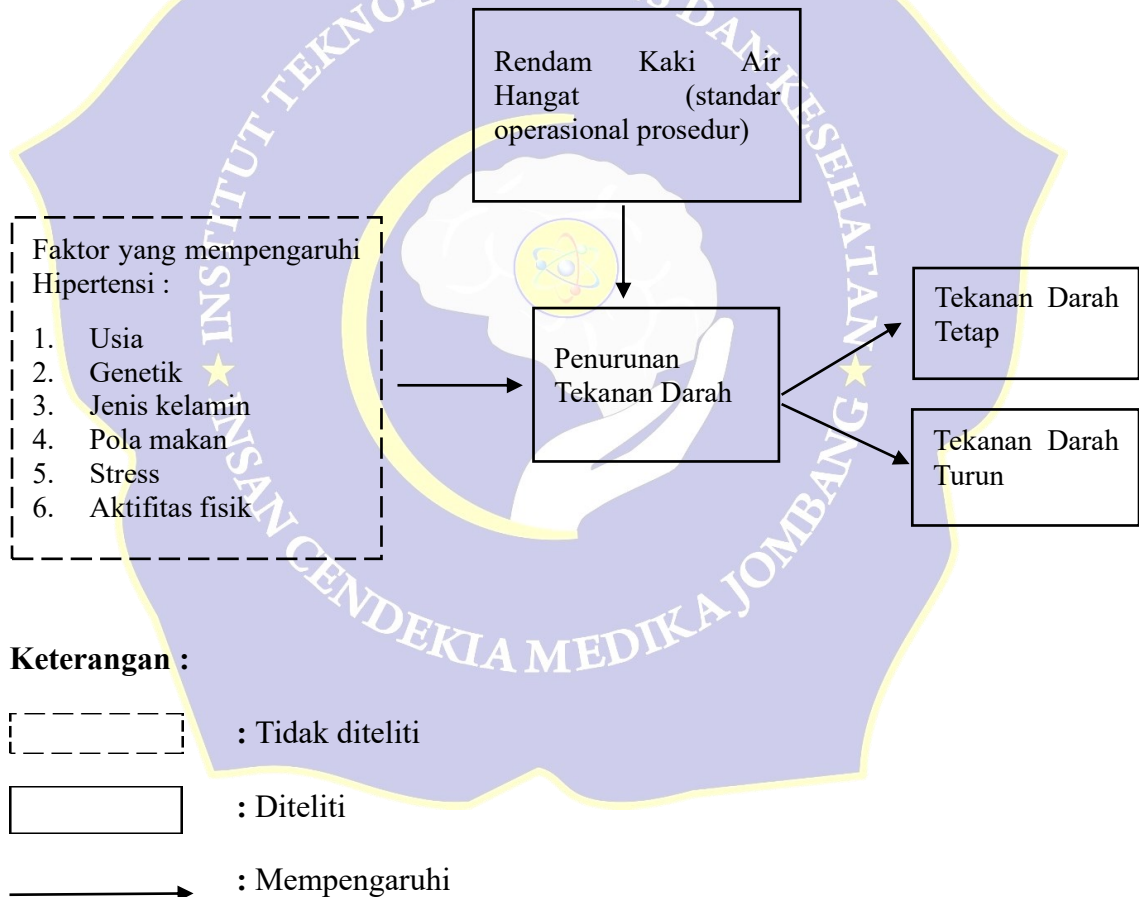 Rendam Kaki Air
Hangat (standar
operasional prosedur)
Faktor yang mempengaruhi
Hipertensi :
1. Usia
2. Genetik
3. Jenis kelamin
4. Pola makan
5. Stress
6. Aktifitas fisik
Penurunan
Tekanan Darah
Tekanan Darah
Tetap
Tekanan Darah
Turun
Keterangan :
: Tidak diteliti
: Diteliti
: Mempengaruhi
INSTITUT
DAN KESEHATAN
INSAN CENDEKIA MEDIKA JOMBANG